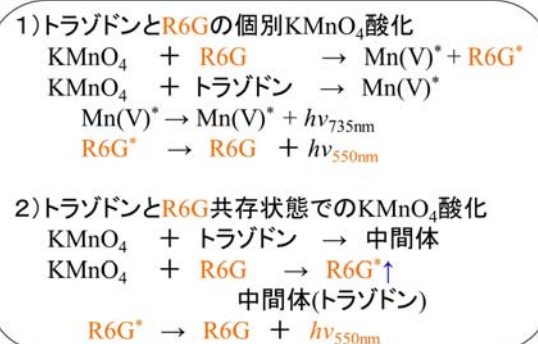 1)トラゾドンとR6Gの個別KMnO₄酸化
KMnO₄ + R6G → Mn(V)* + R6G*
KMnO₄ + トラゾドン → Mn(V)*
Mn(V)* → Mn(V)* + hν735nm
R6G* → R6G + hν550nm
2)トラゾドンとR6G共存状態でのKMnO₄酸化
KMnO₄ + トラゾドン → 中間体
KMnO₄ + R6G → R6G*↑
中間体(トラゾドン)
R6G* → R6G + hν550nm